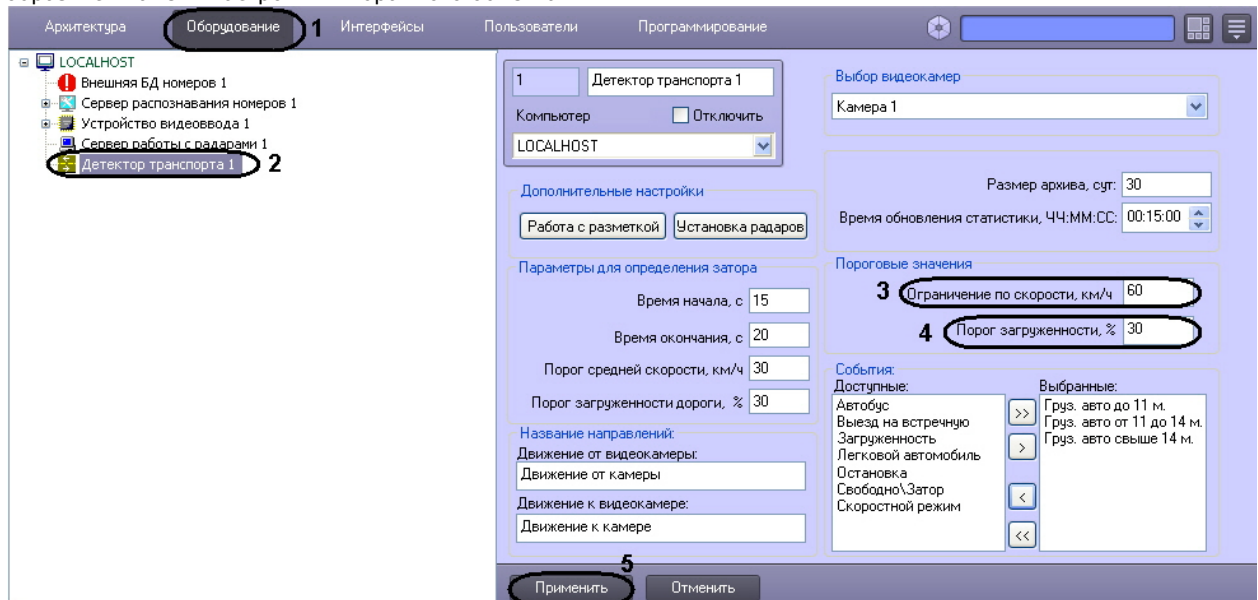 Архитектура Оборудование 1 Интерфейсы Пользователи Программирование
LOCALHOST
Внешняя БД номеров 1
Сервер распознавания номеров 1
Устройство видеоввода 1
Сервер работы с радарами 1
Детектор транспорта 1 2
1 Детектор транспорта 1
Компьютер Отключить
LOCALHOST
Дополнительные настройки
Работа с разметкой Установка радаров
Параметры для определения затора
Время начала, с 15
Время окончания, с 20
Порог средней скорости, км/ч 30
Порог загруженности дороги, % 30
Название направлений:
Движение от видеокамеры:
Движение от камеры
Движение к видеокамере:
Движение к камере
Выбор видеокамер
Камера 1
Размер архива, сут: 30
Время обновления статистики, ЧЧ:ММ:СС: 00:15:00
Пороговые значения
3 Ограничение по скорости, км/ч 60
4 Порог загруженности, % 30
События:
Доступные: Выбранные:
Автобус
Выезд на встречную
Загруженность
Легковой автомобиль
Остановка
Свободно\Затор
Скоростной режим
>>
>
<
<<
Груз. авто до 11 м.
Груз. авто от 11 до 14 м.
Груз. авто свыше 14 м.
5
Применить Отменить